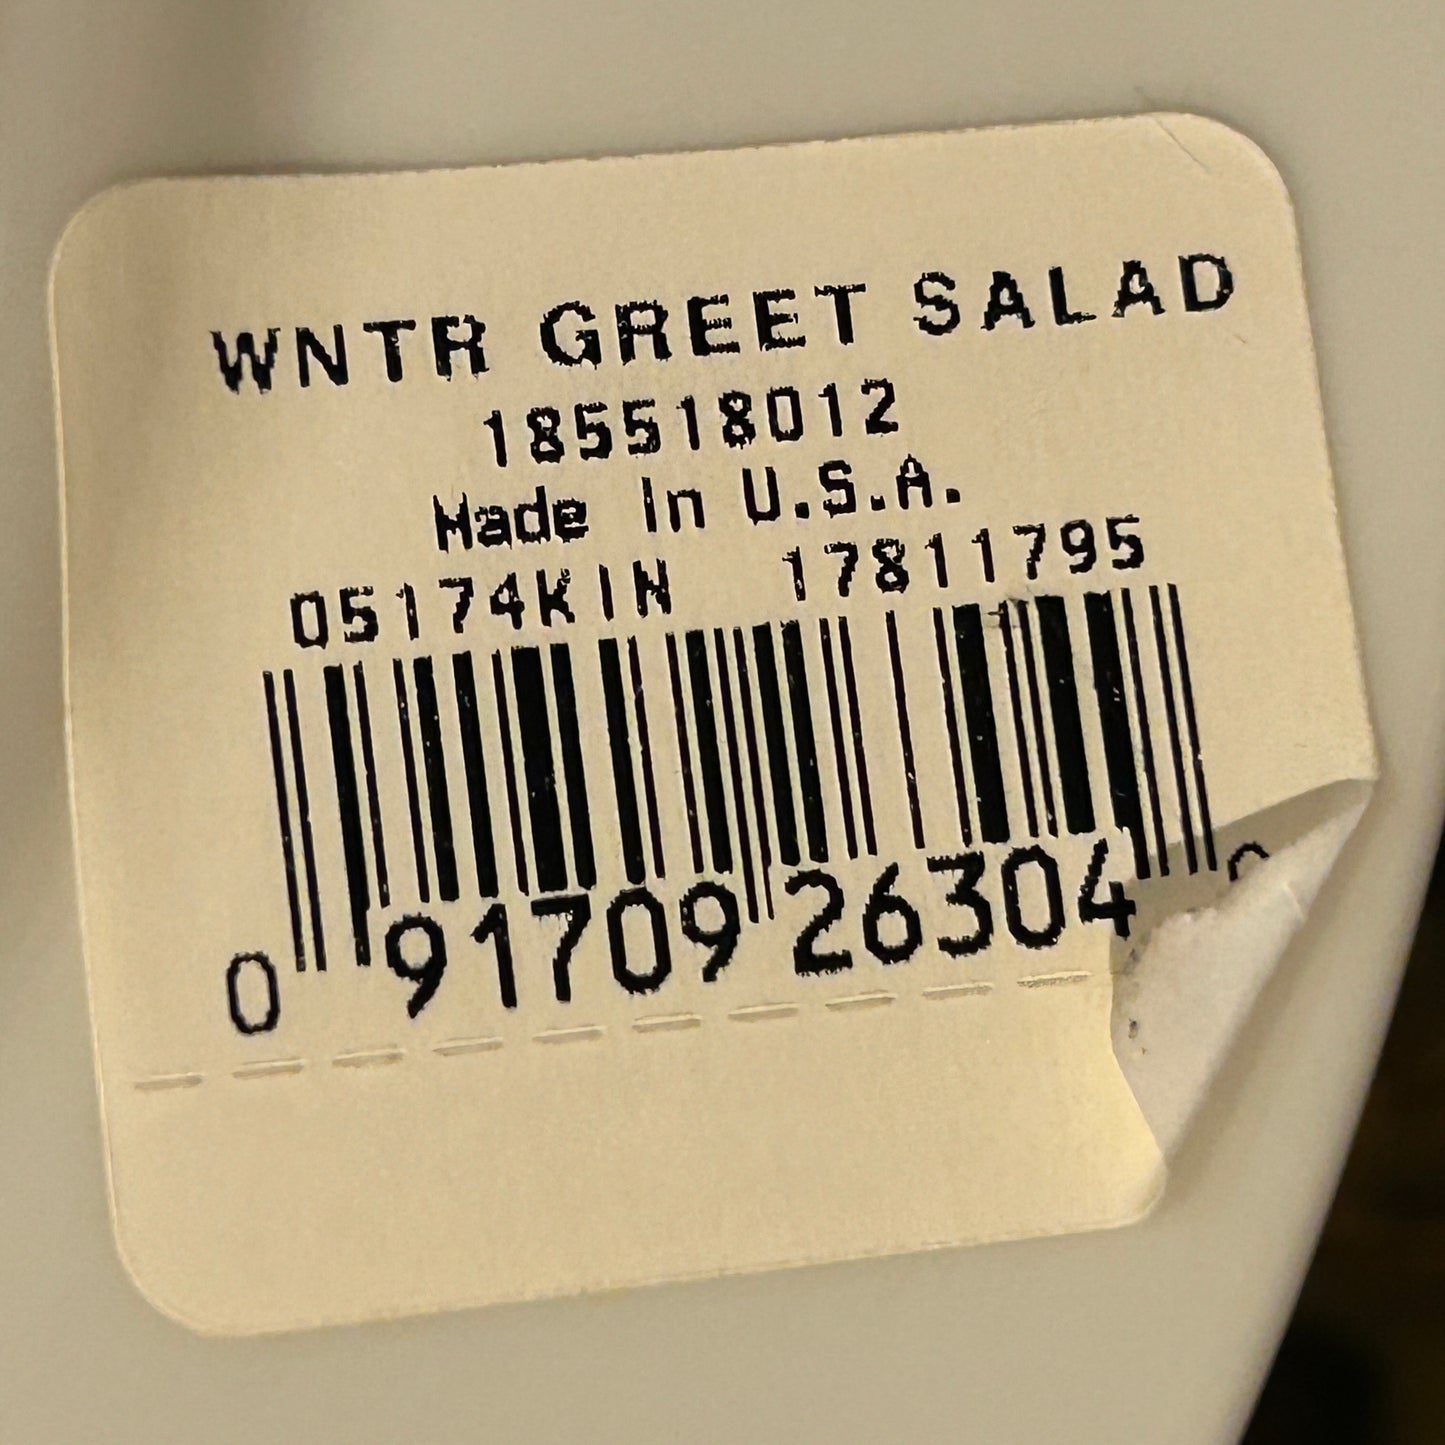 WNTR GREET SALAD
185518012
Made In U.S.A.
05174KIN 17811795
0 91709 26304